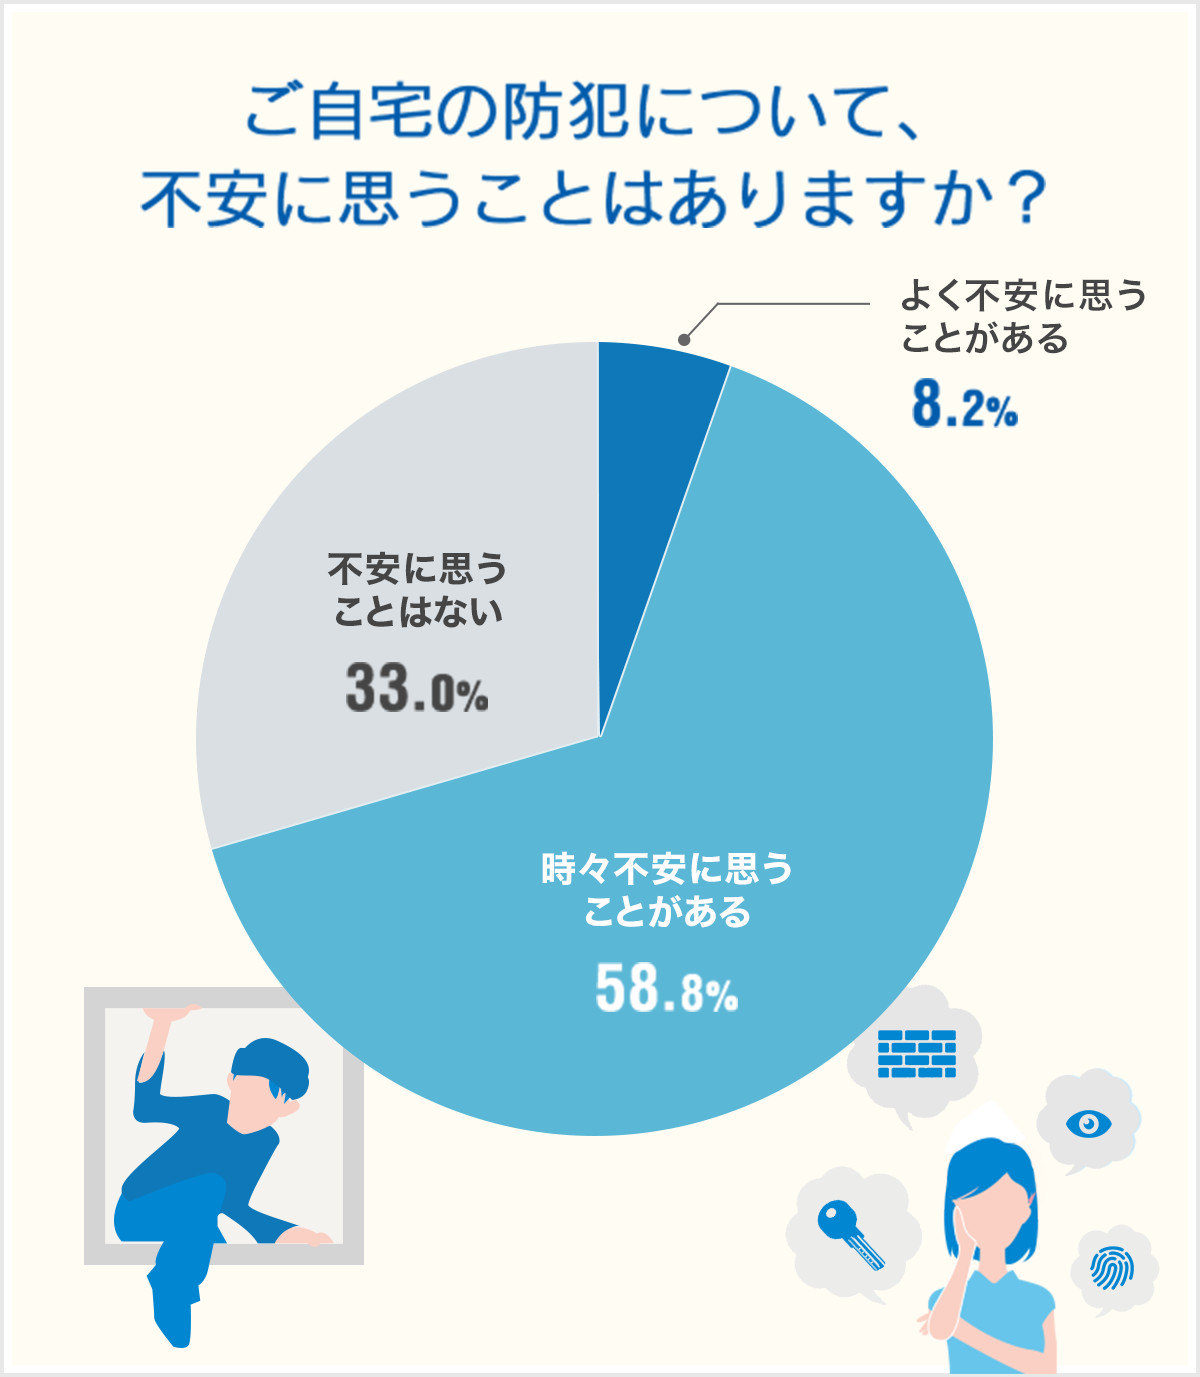 ご自宅の防犯について、
不安に思うことはありますか？
よく不安に思う
ことがある
8.2%
不安に思う
ことはない
33.0%
時々不安に思う
ことがある
58.8%